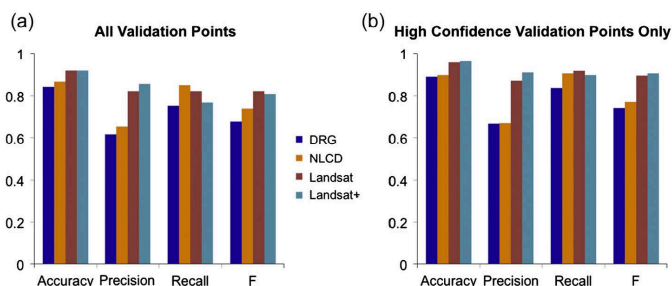 (a)
All Validation Points
1
0.8
0.6
0.4
0.2
0
Accuracy Precision Recall F
DRG
NLCD
Landsat
Landsat+
(b)
High Confidence Validation Points Only
1
0.8
0.6
0.4
0.2
0
Accuracy Precision Recall F